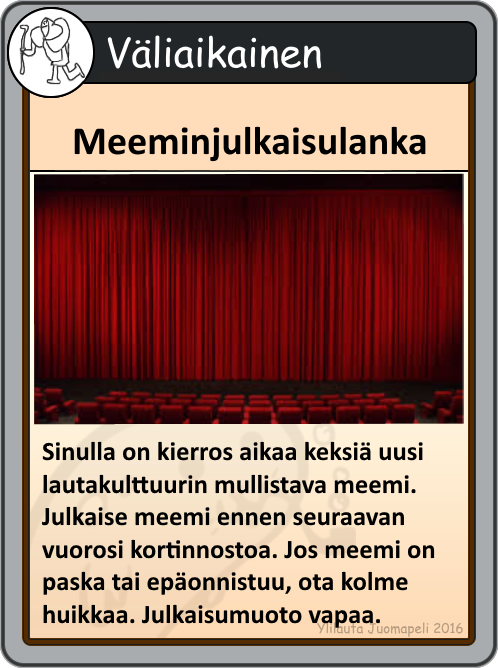 Väliaikainen
Meeminjulkaisulanka
Sinulla on kierros aikaa keksiä uusi
lautakulttuurin mullistava meemi.
Julkaise meemi ennen seuraavan
vuorosi kortinnostoa. Jos meemi on
paska tai epäonnistuu, ota kolme
huikkaa. Julkaisumuoto vapaa.
Ylilauta Juomapeli 2016